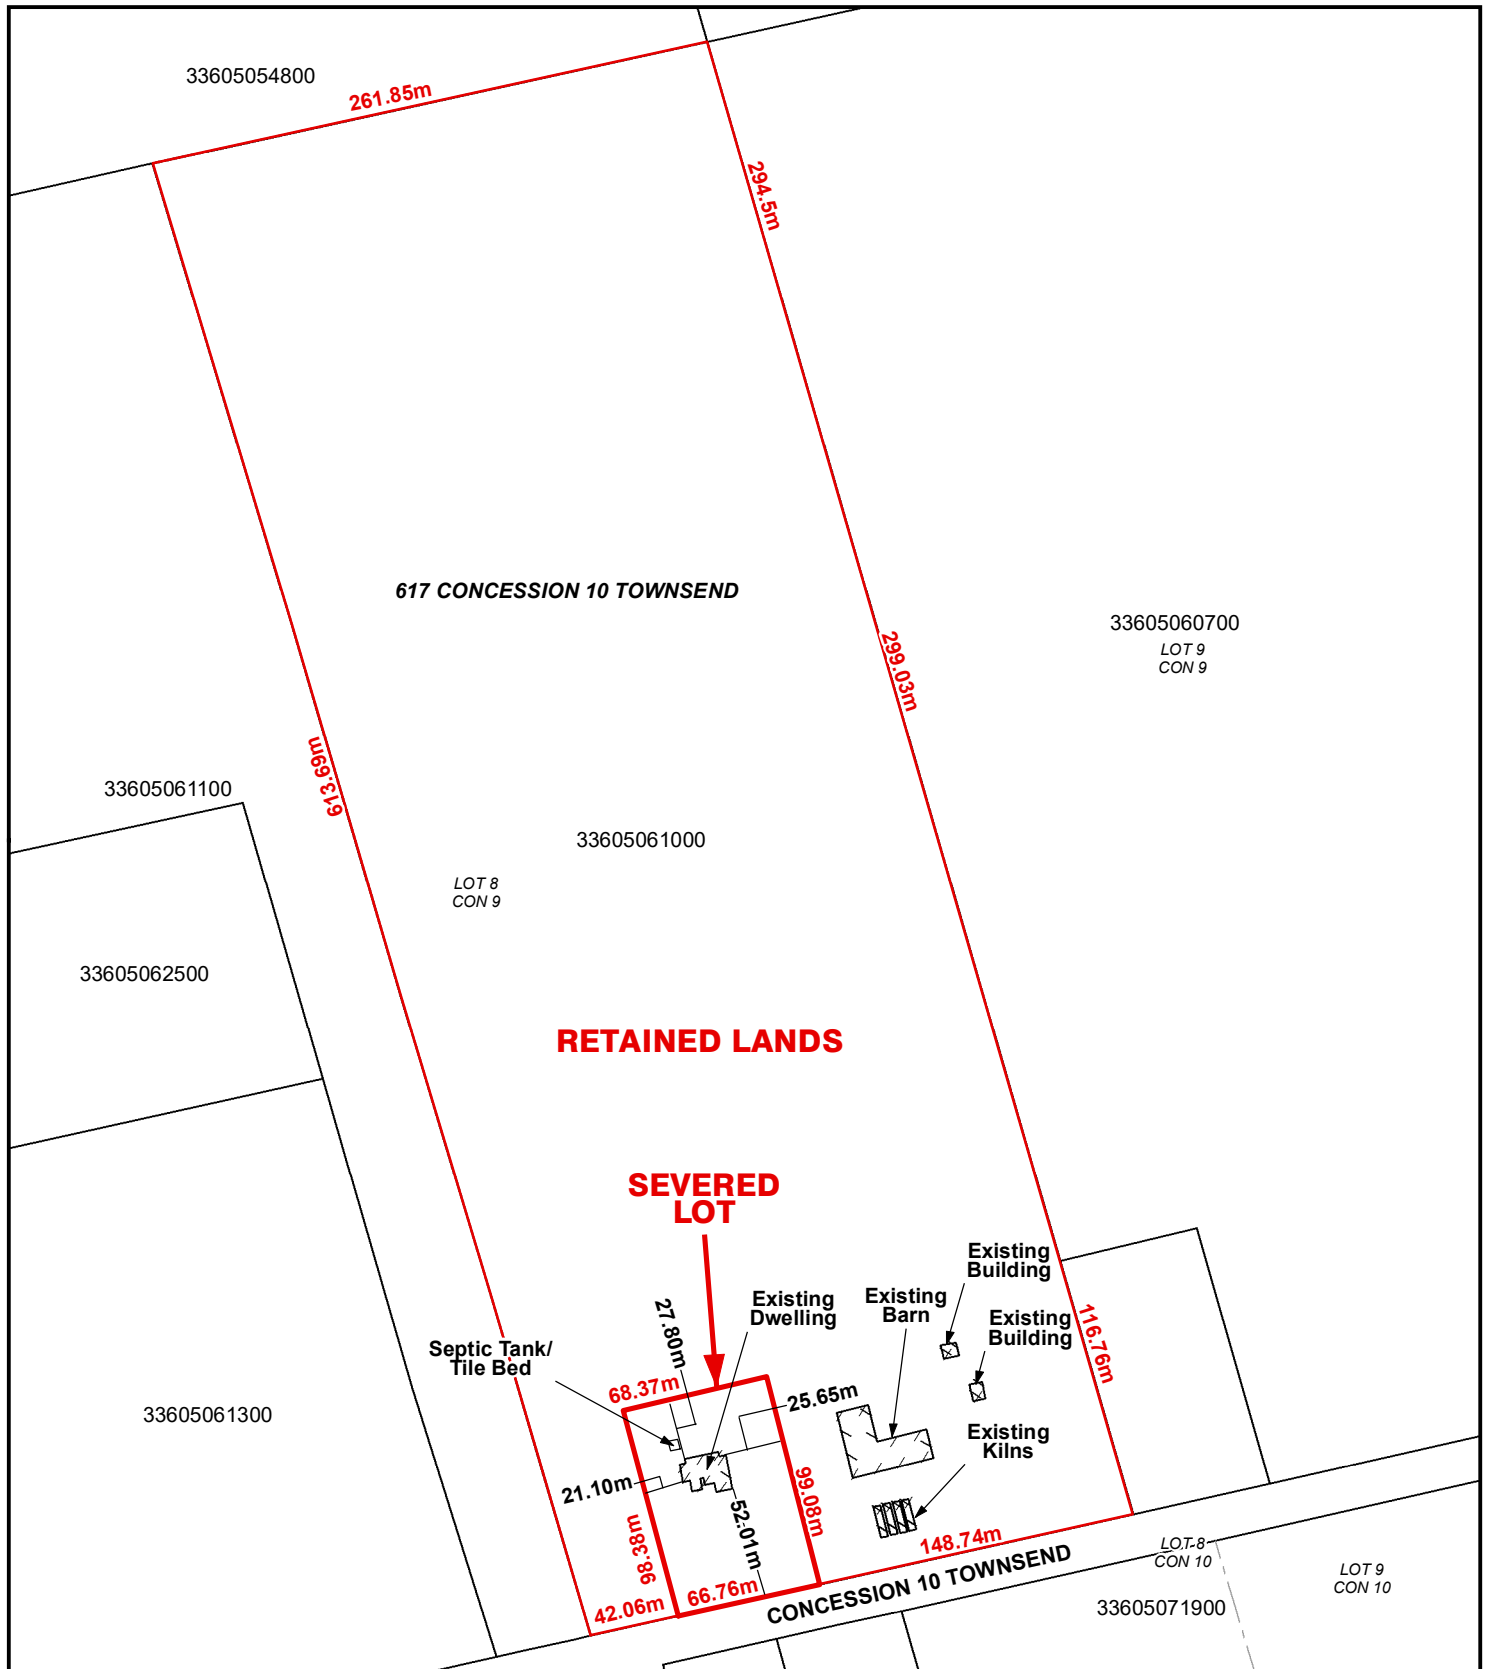 33605054800
261.85m
294.5m
617 CONCESSION 10 TOWNSEND
33605060700
LOT 9
CON 9
299.03m
613.69m
33605061100
33605061000
LOT 8
CON 9
33605062500
RETAINED LANDS
SEVERED
LOT
Existing
Building
Existing
Dwelling
Existing
Barn
Existing
Building
27.80m
116.76m
Septic Tank/
Tile Bed
68.37m
25.65m
33605061300
Existing
Kilns
21.10m
99.08m
52.01m
98.38m
148.74m
66.76m
42.06m
CONCESSION 10 TOWNSEND
LOT 8
CON 10
LOT 9
CON 10
33605071900